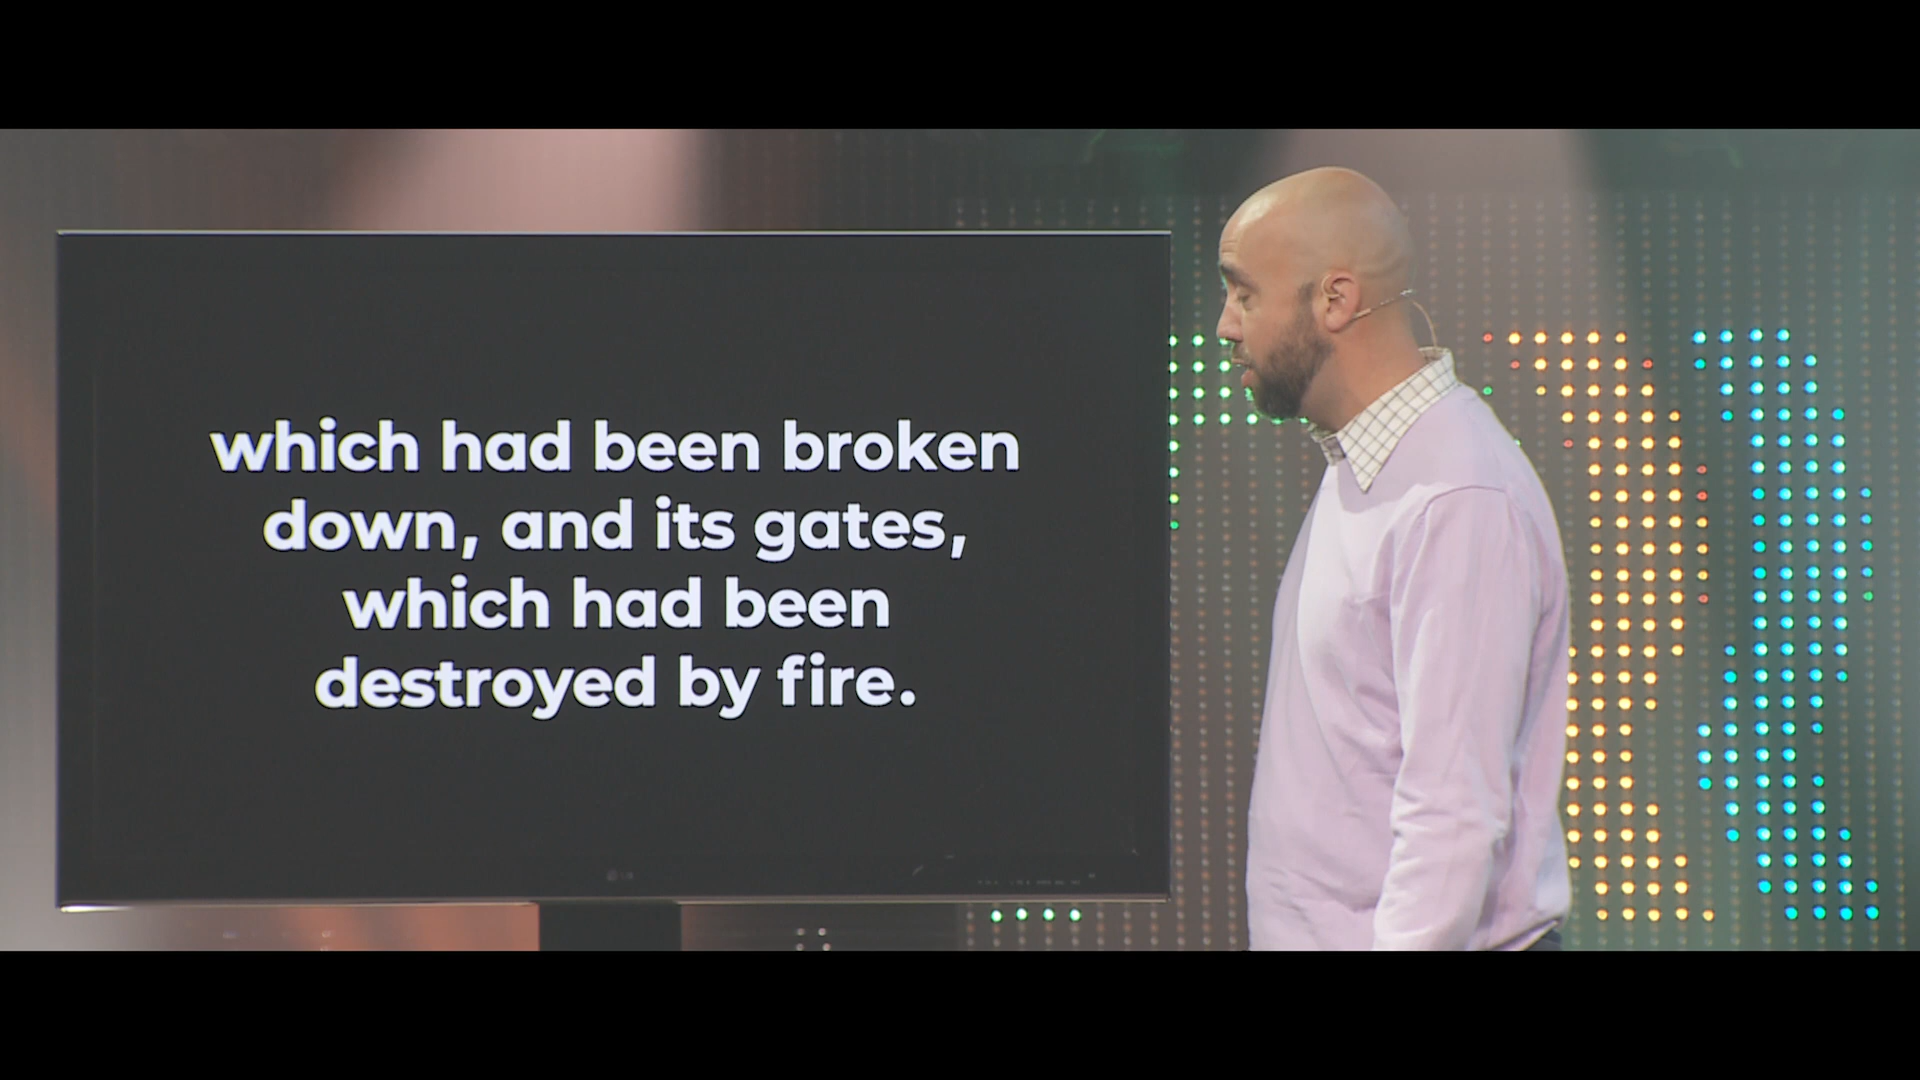 which had been broken
down, and its gates,
which had been
destroyed by fire.